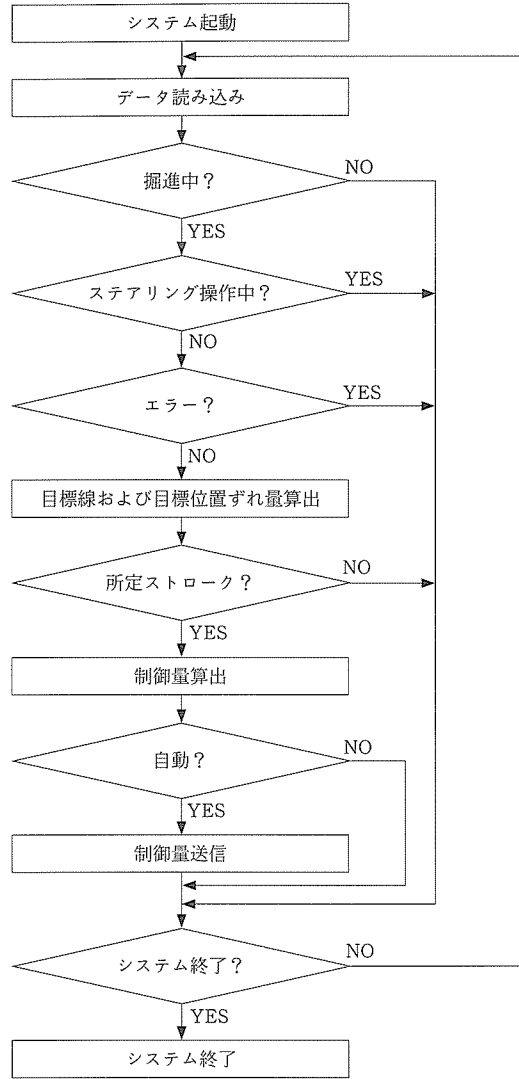 システム起動
データ読み込み
掘進中？
NO
YES
ステアリング操作中？
YES
NO
エラー？
YES
NO
目標線および目標位置ずれ量算出
所定ストローク？
NO
YES
制御量算出
自動？
NO
YES
制御量送信
システム終了？
NO
YES
システム終了